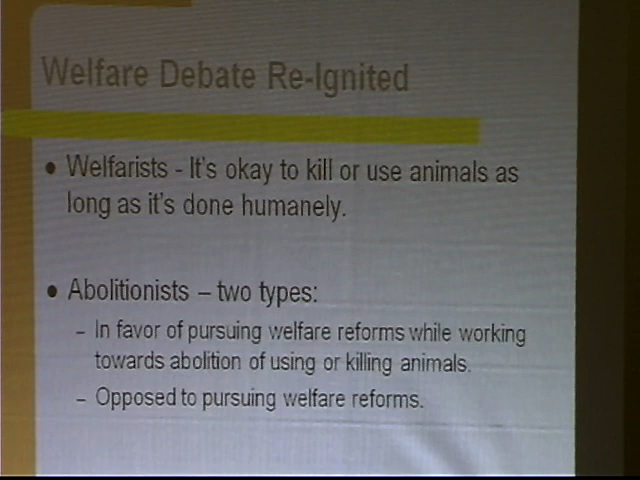 Welfare Debate Re-Ignited
• Welfarists - It's okay to kill or use animals as
long as it's done humanely.
• Abolitionists – two types:
– In favor of pursuing welfare reforms while working
towards abolition of using or killing animals.
– Opposed to pursuing welfare reforms.